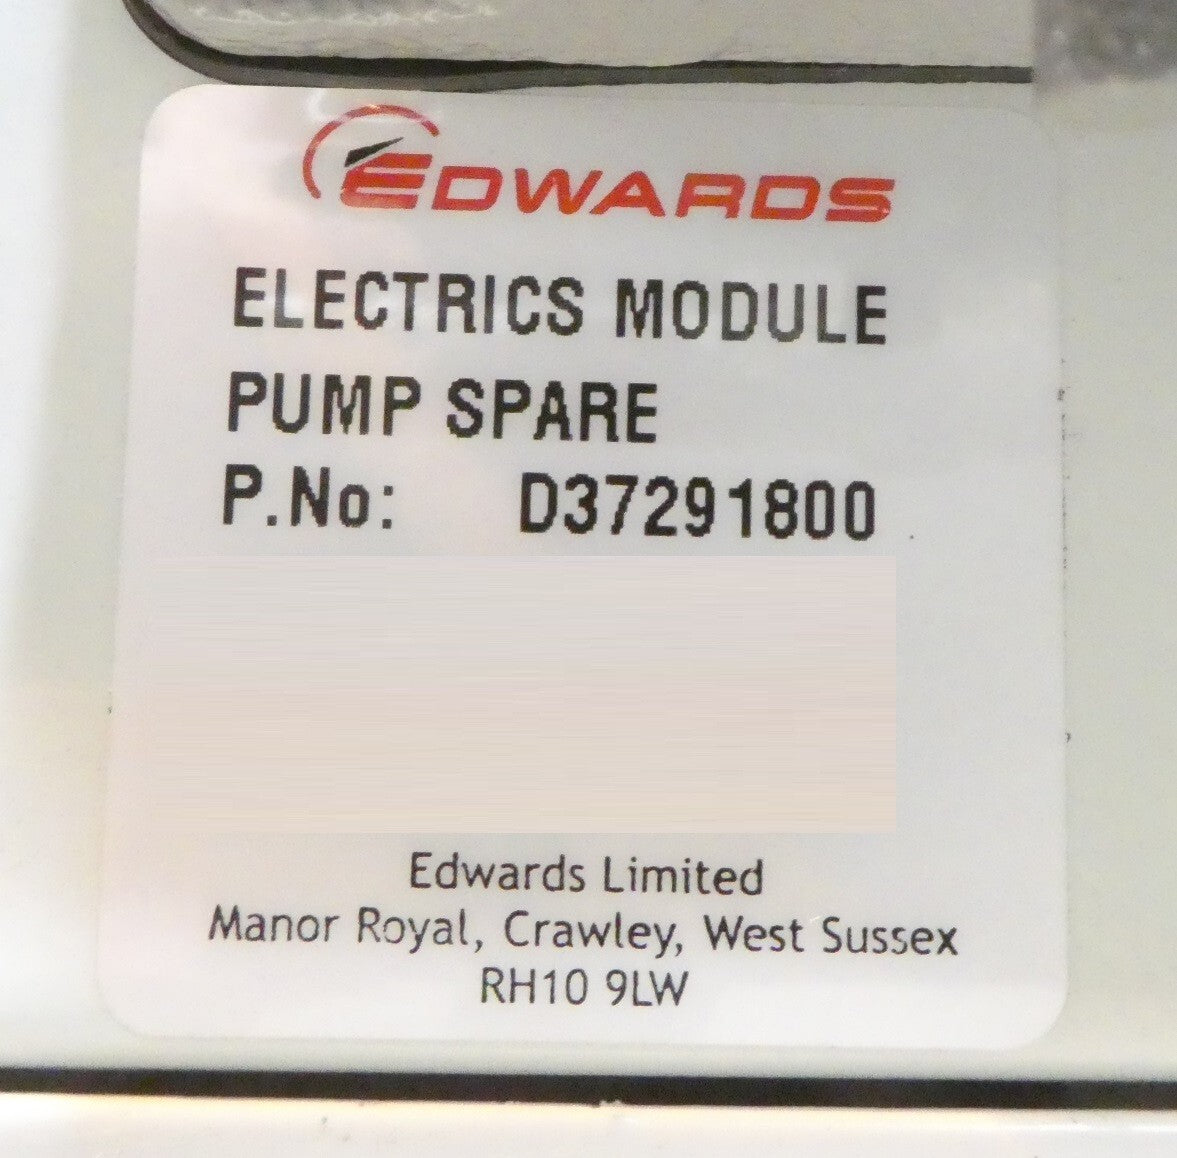 EDWARDS
ELECTRICS MODULE
PUMP SPARE
P.No: D37291800
Edwards Limited
Manor Royal, Crawley, West Sussex
RH10 9LW